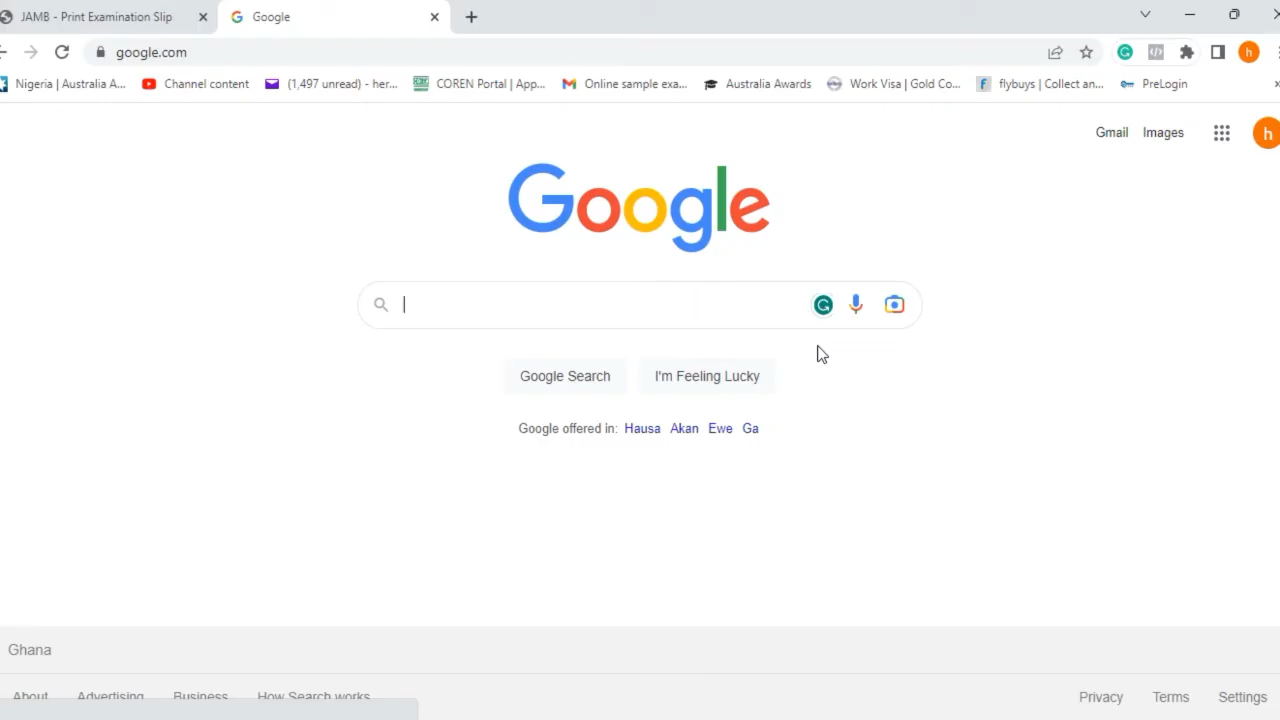 JAMB - Print Examination Slip
Google
google.com
h
Nigeria | Australia A...
Channel content
(1,497 unread) - her...
COREN Portal | App...
Online sample exa...
Australia Awards
Work Visa | Gold Co...
flybuys | Collect an...
PreLogin
Gmail Images
h
Google
Google Search I'm Feeling Lucky
Google offered in: Hausa Akan Ewe Ga
Ghana
About Advertising Business How Search works
Privacy Terms Settings